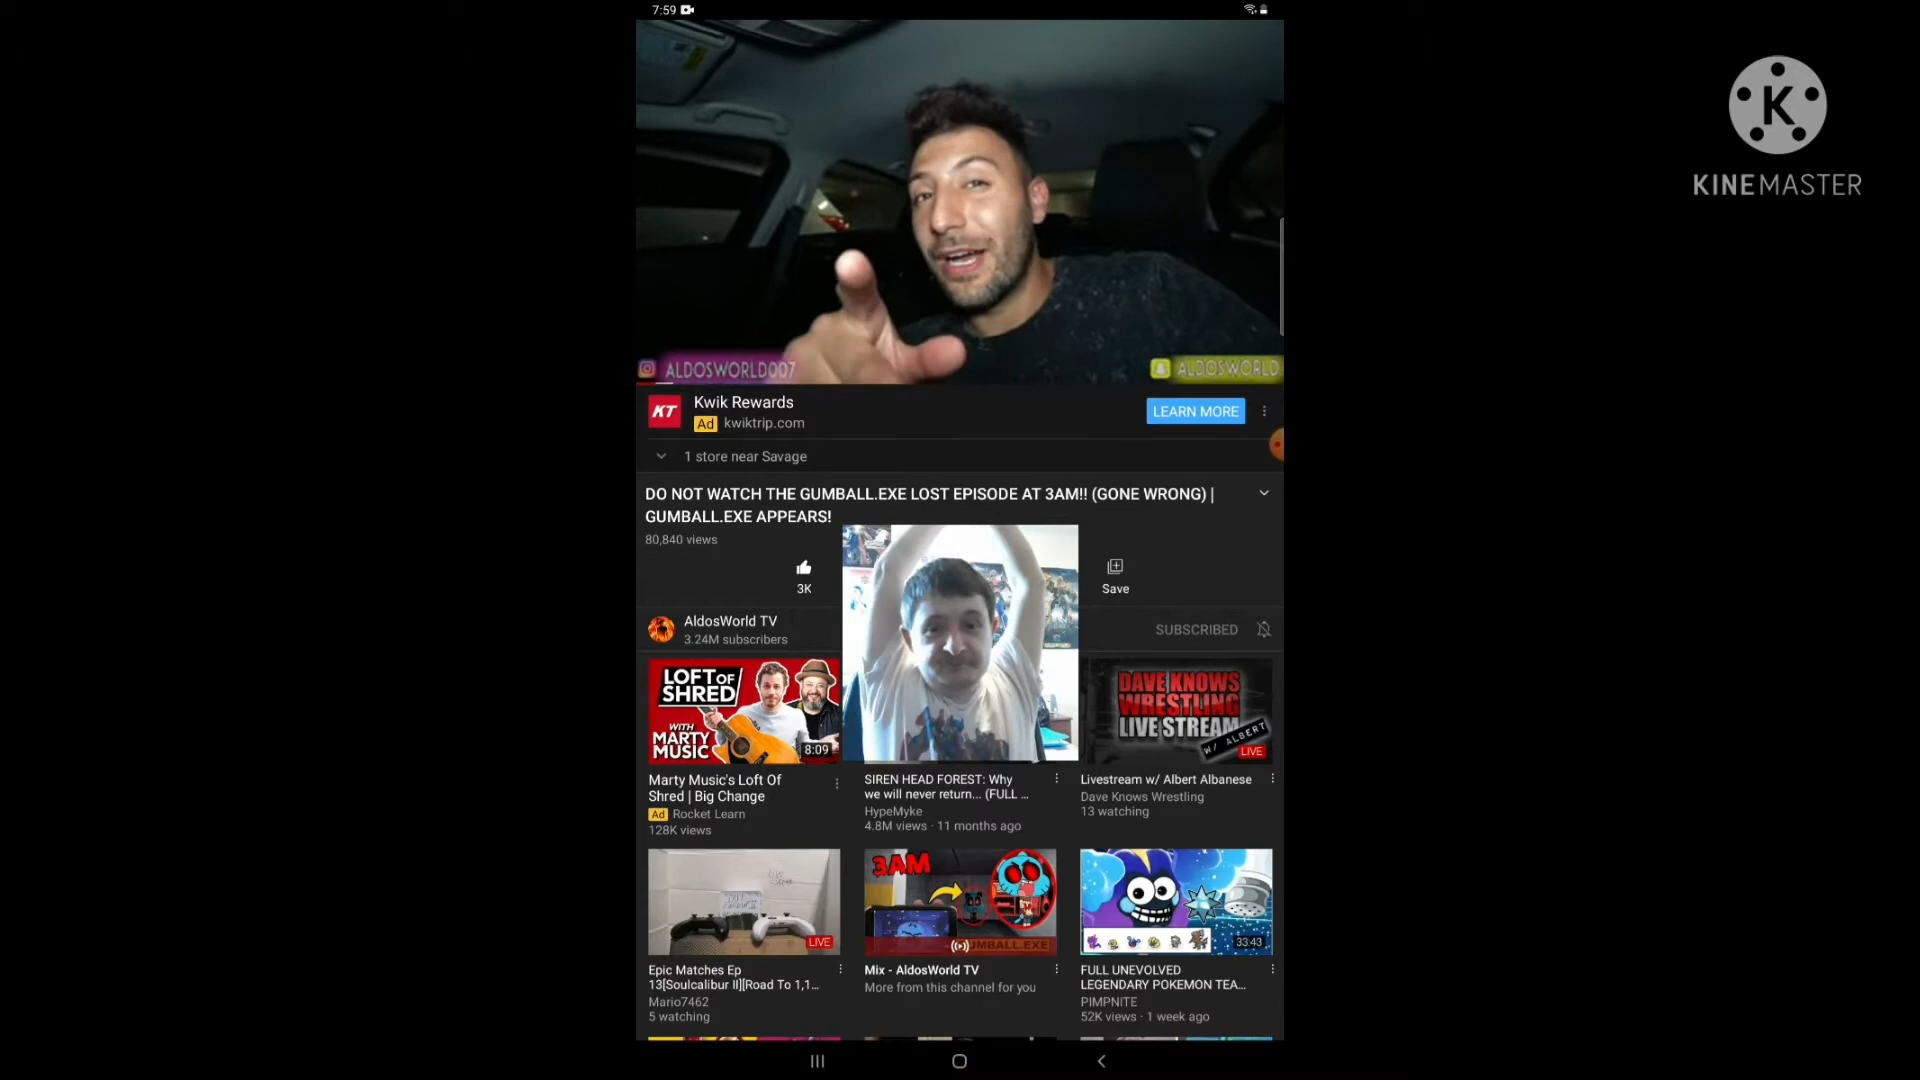 7:59
KINEMASTER
ALDOSWORLD007
ALDOSWORLD
KT
Kwik Rewards
Ad kwiktrip.com
LEARN MORE
1 store near Savage
DO NOT WATCH THE GUMBALL.EXE LOST EPISODE AT 3AM!! (GONE WRONG) |
GUMBALL.EXE APPEARS!
80,840 views
3K
Save
AldosWorld TV
3.24M subscribers
SUBSCRIBED
LOFT OF
SHRED
WITH
MARTY
MUSIC
8:09
Marty Music's Loft Of
Shred | Big Change
Ad Rocket Learn
128K views
SIREN HEAD FOREST: Why
we will never return... (FULL ...
HypeMyke
4.8M views · 11 months ago
DAVE KNOWS
WRESTLING
LIVE STREAM
W/ ALBERT
LIVE
Livestream w/ Albert Albanese
Dave Knows Wrestling
13 watching
LIVE
Epic Matches Ep
13[Soulcalibur II][Road To 1,1...
Mario7462
5 watching
3AM
GUMBALL.EXE
Mix - AldosWorld TV
More from this channel for you
33:43
FULL UNEVOLVED
LEGENDARY POKEMON TEA...
PIMPNITE
52K views · 1 week ago